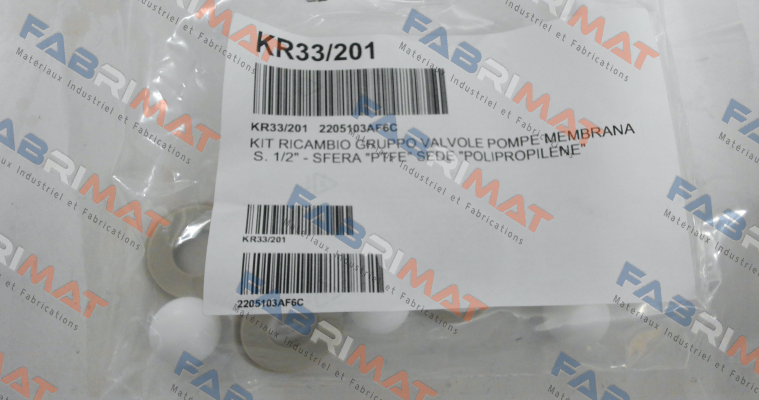 KR33/201
KR33/201 2205103AF6C
KIT RICAMBIO GRUPPO VALVOLE POMPE MEMBRANA
S. 1/2" - SFERA "PTFE" SEDE "POLIPROPILENE"
KR33/201
2205103AF6C
FABRIMAT
Matériaux Industriel et Fabrications